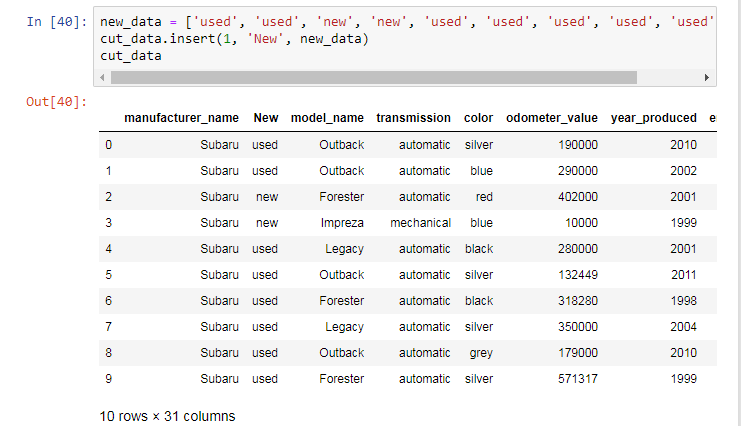 In [40]: new_data = ['used', 'used', 'new', 'new', 'used', 'used', 'used', 'used', 'used'
cut_data.insert(1, 'New', new_data)
cut_data
Out[40]:
manufacturer_name New model_name transmission color odometer_value year_produced e
0 Subaru used Outback automatic silver 190000 2010
1 Subaru used Outback automatic blue 290000 2002
2 Subaru new Forester automatic red 402000 2001
3 Subaru new Impreza mechanical blue 10000 1999
4 Subaru used Legacy automatic black 280000 2001
5 Subaru used Outback automatic silver 132449 2011
6 Subaru used Forester automatic black 318280 1998
7 Subaru used Legacy automatic silver 350000 2004
8 Subaru used Outback automatic grey 179000 2010
9 Subaru used Forester automatic silver 571317 1999
10 rows × 31 columns